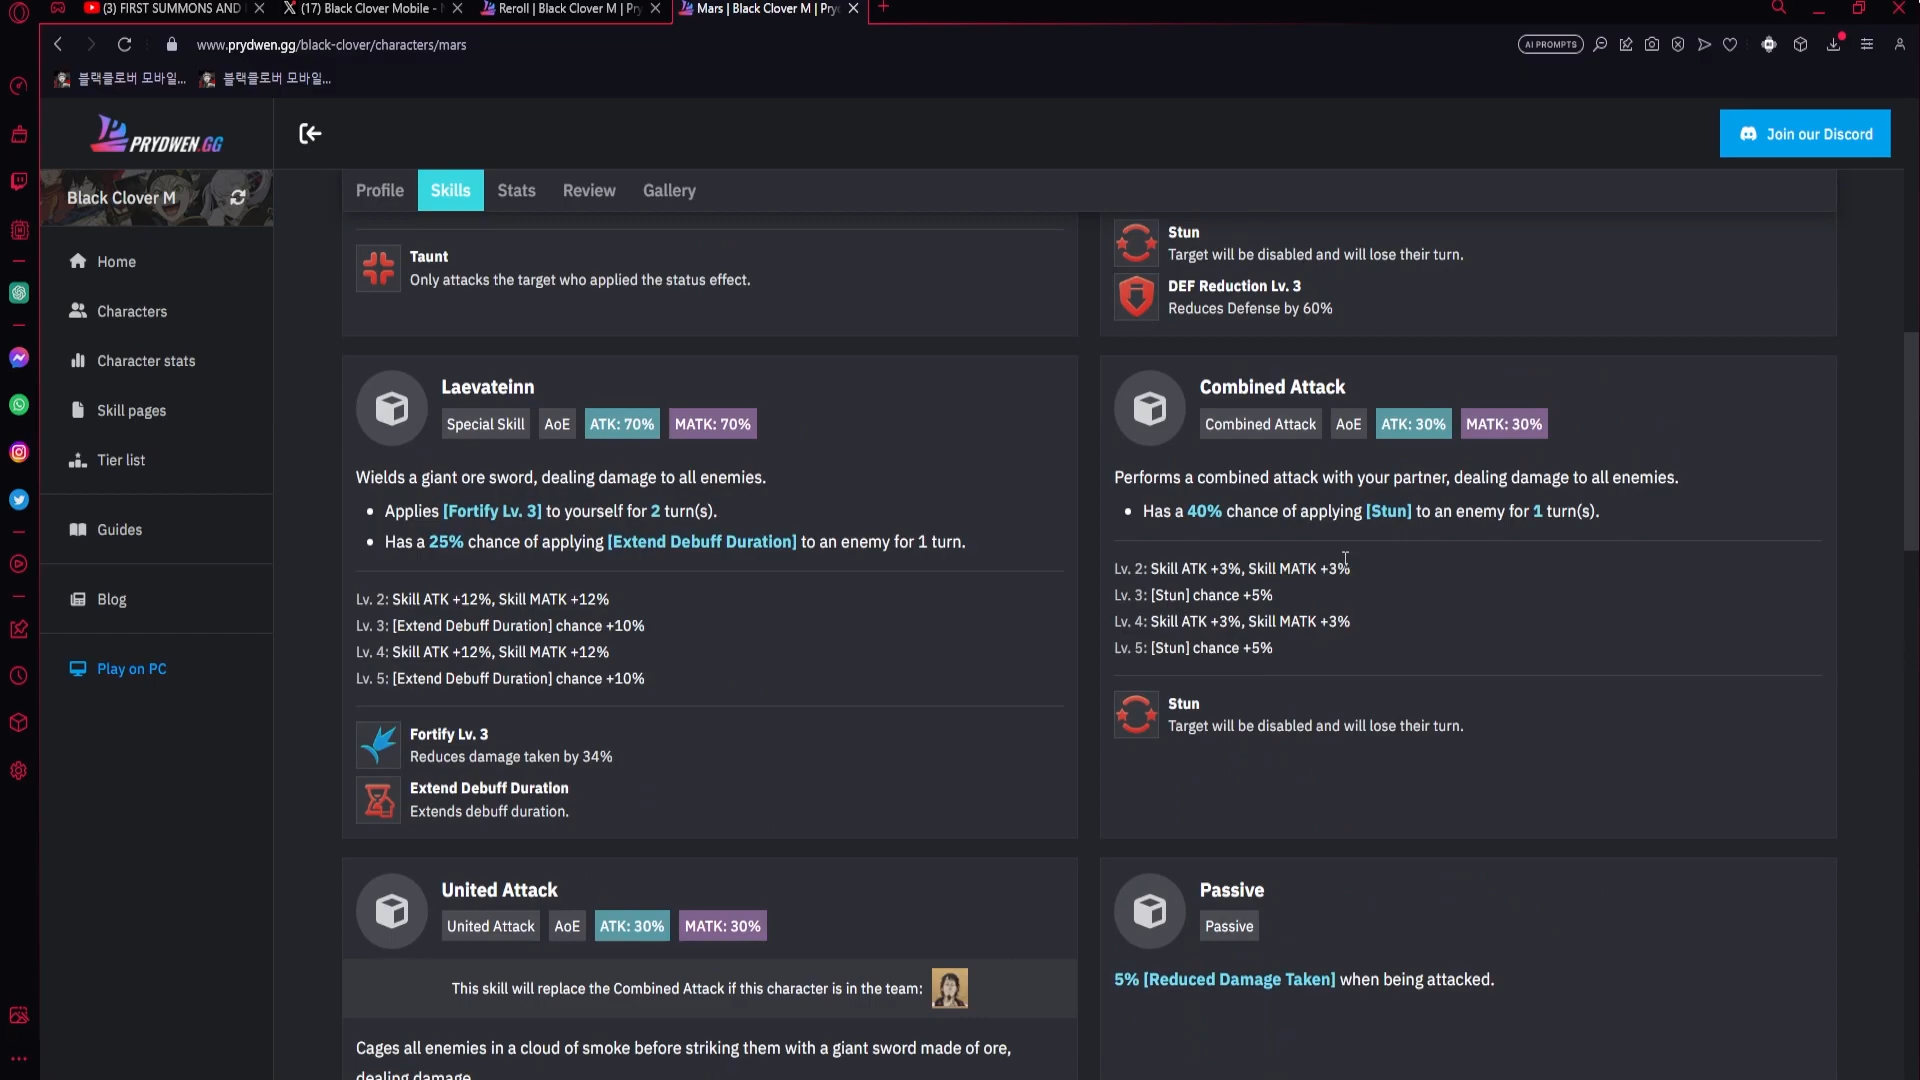 (3) FIRST SUMMONS AND
(17) Black Clover Mobile -
Reroll | Black Clover M | Pry
Mars | Black Clover M | Pry
www.prydwen.gg/black-clover/characters/mars
AI PROMPTS
블랙클로버 모바일...
블랙클로버 모바일...
PRYDWEN.GG
Join our Discord
Black Clover M
Home
Characters
Character stats
Skill pages
Tier list
Guides
Blog
Play on PC
Profile
Skills
Stats
Review
Gallery
Taunt
Only attacks the target who applied the status effect.
Stun
Target will be disabled and will lose their turn.
DEF Reduction Lv. 3
Reduces Defense by 60%
Laevateinn
Special Skill AoE ATK: 70% MATK: 70%
Wields a giant ore sword, dealing damage to all enemies.
• Applies [Fortify Lv. 3] to yourself for 2 turn(s).
• Has a 25% chance of applying [Extend Debuff Duration] to an enemy for 1 turn.
Lv. 2: Skill ATK +12%, Skill MATK +12%
Lv. 3: [Extend Debuff Duration] chance +10%
Lv. 4: Skill ATK +12%, Skill MATK +12%
Lv. 5: [Extend Debuff Duration] chance +10%
Fortify Lv. 3
Reduces damage taken by 34%
Extend Debuff Duration
Extends debuff duration.
Combined Attack
Combined Attack AoE ATK: 30% MATK: 30%
Performs a combined attack with your partner, dealing damage to all enemies.
• Has a 40% chance of applying [Stun] to an enemy for 1 turn(s).
Lv. 2: Skill ATK +3%, Skill MATK +3%
Lv. 3: [Stun] chance +5%
Lv. 4: Skill ATK +3%, Skill MATK +3%
Lv. 5: [Stun] chance +5%
Stun
Target will be disabled and will lose their turn.
United Attack
United Attack AoE ATK: 30% MATK: 30%
This skill will replace the Combined Attack if this character is in the team:
Cages all enemies in a cloud of smoke before striking them with a giant sword made of ore,
dealing damage
Passive
Passive
5% [Reduced Damage Taken] when being attacked.